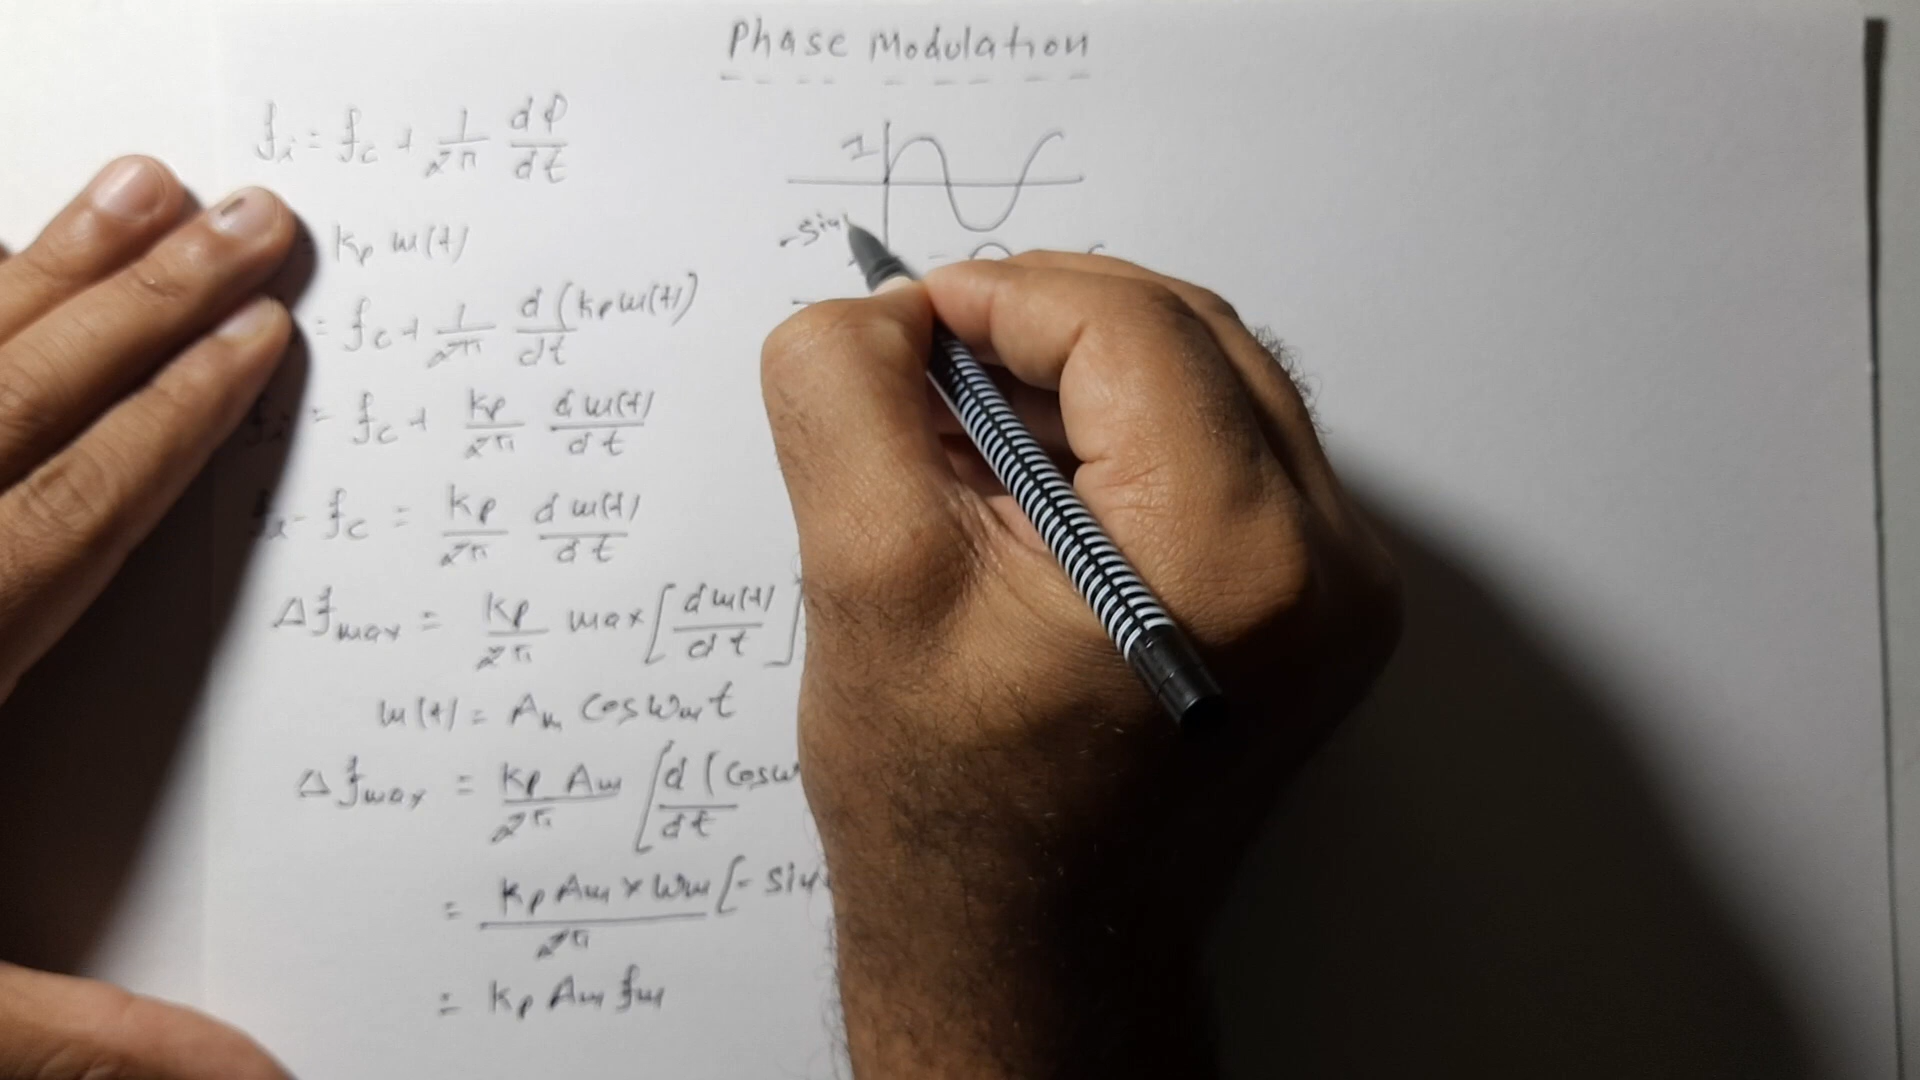 Phase Modulation
fi = fc + 1/2π dφ/dt
= Kp m(t)
= fc + 1/2π d(Kp m(t))/dt
= fc + Kp/2π dm(t)/dt
fi - fc = Kp/2π dm(t)/dt
Δfmax = Kp/2π max[dm(t)/dt]
m(t) = Am Cosωmt
Δfmax = Kp Am/2π [d(Cosω/dt
= Kp Am x ωm/2π [- Sin
= Kp Am fm
1
-Sin